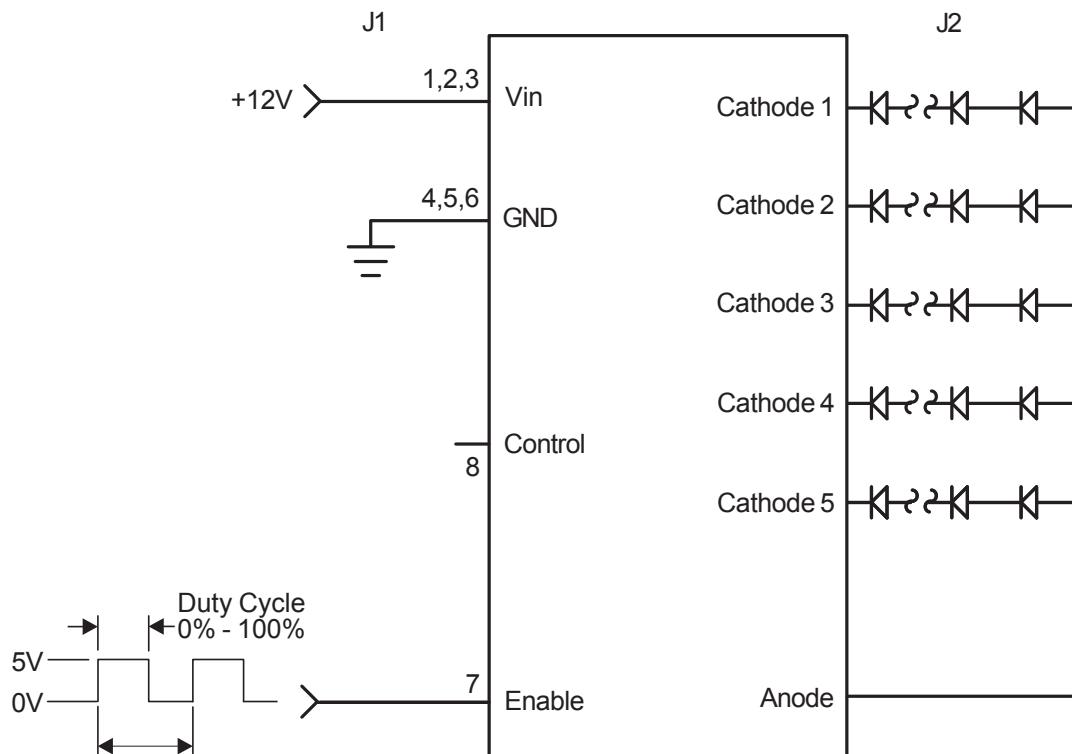 J1
J2
+12V
1,2,3
Vin
Cathode 1
4,5,6
GND
Cathode 2
Cathode 3
Cathode 4
Control
8
Cathode 5
Duty Cycle
0% - 100%
5V
0V
7
Enable
Anode